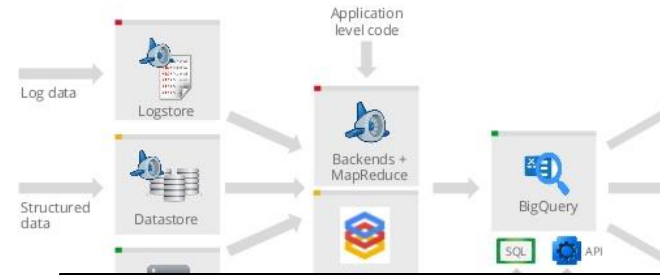 Application
level code
Log data
Logstore
Backends +
MapReduce
Structured
data
Datastore
BigQuery
SQL
API